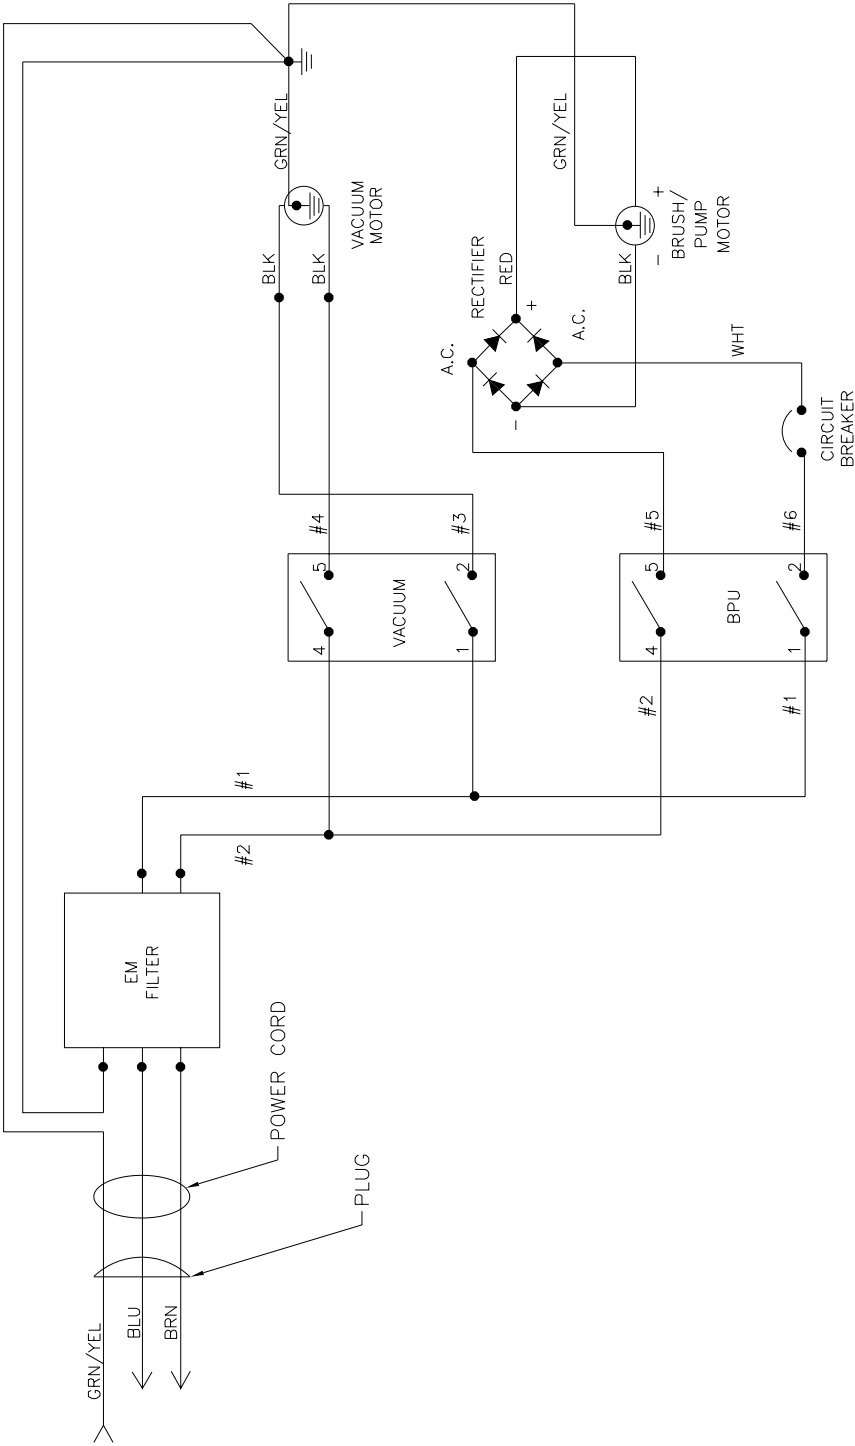 GRN/YEL
BLU
BRN
PLUG
POWER CORD
EM
FILTER
#1
#2
#2
#1
4
1
4
1
VACUUM
BPU
5
2
5
2
#4
#3
#5
#6
CIRCUIT
BREAKER
WHT
A.C.
A.C.
-
+
RECTIFIER
RED
BLK
BLK
BLK
-
+
VACUUM
MOTOR
BRUSH/
PUMP
MOTOR
GRN/YEL
GRN/YEL